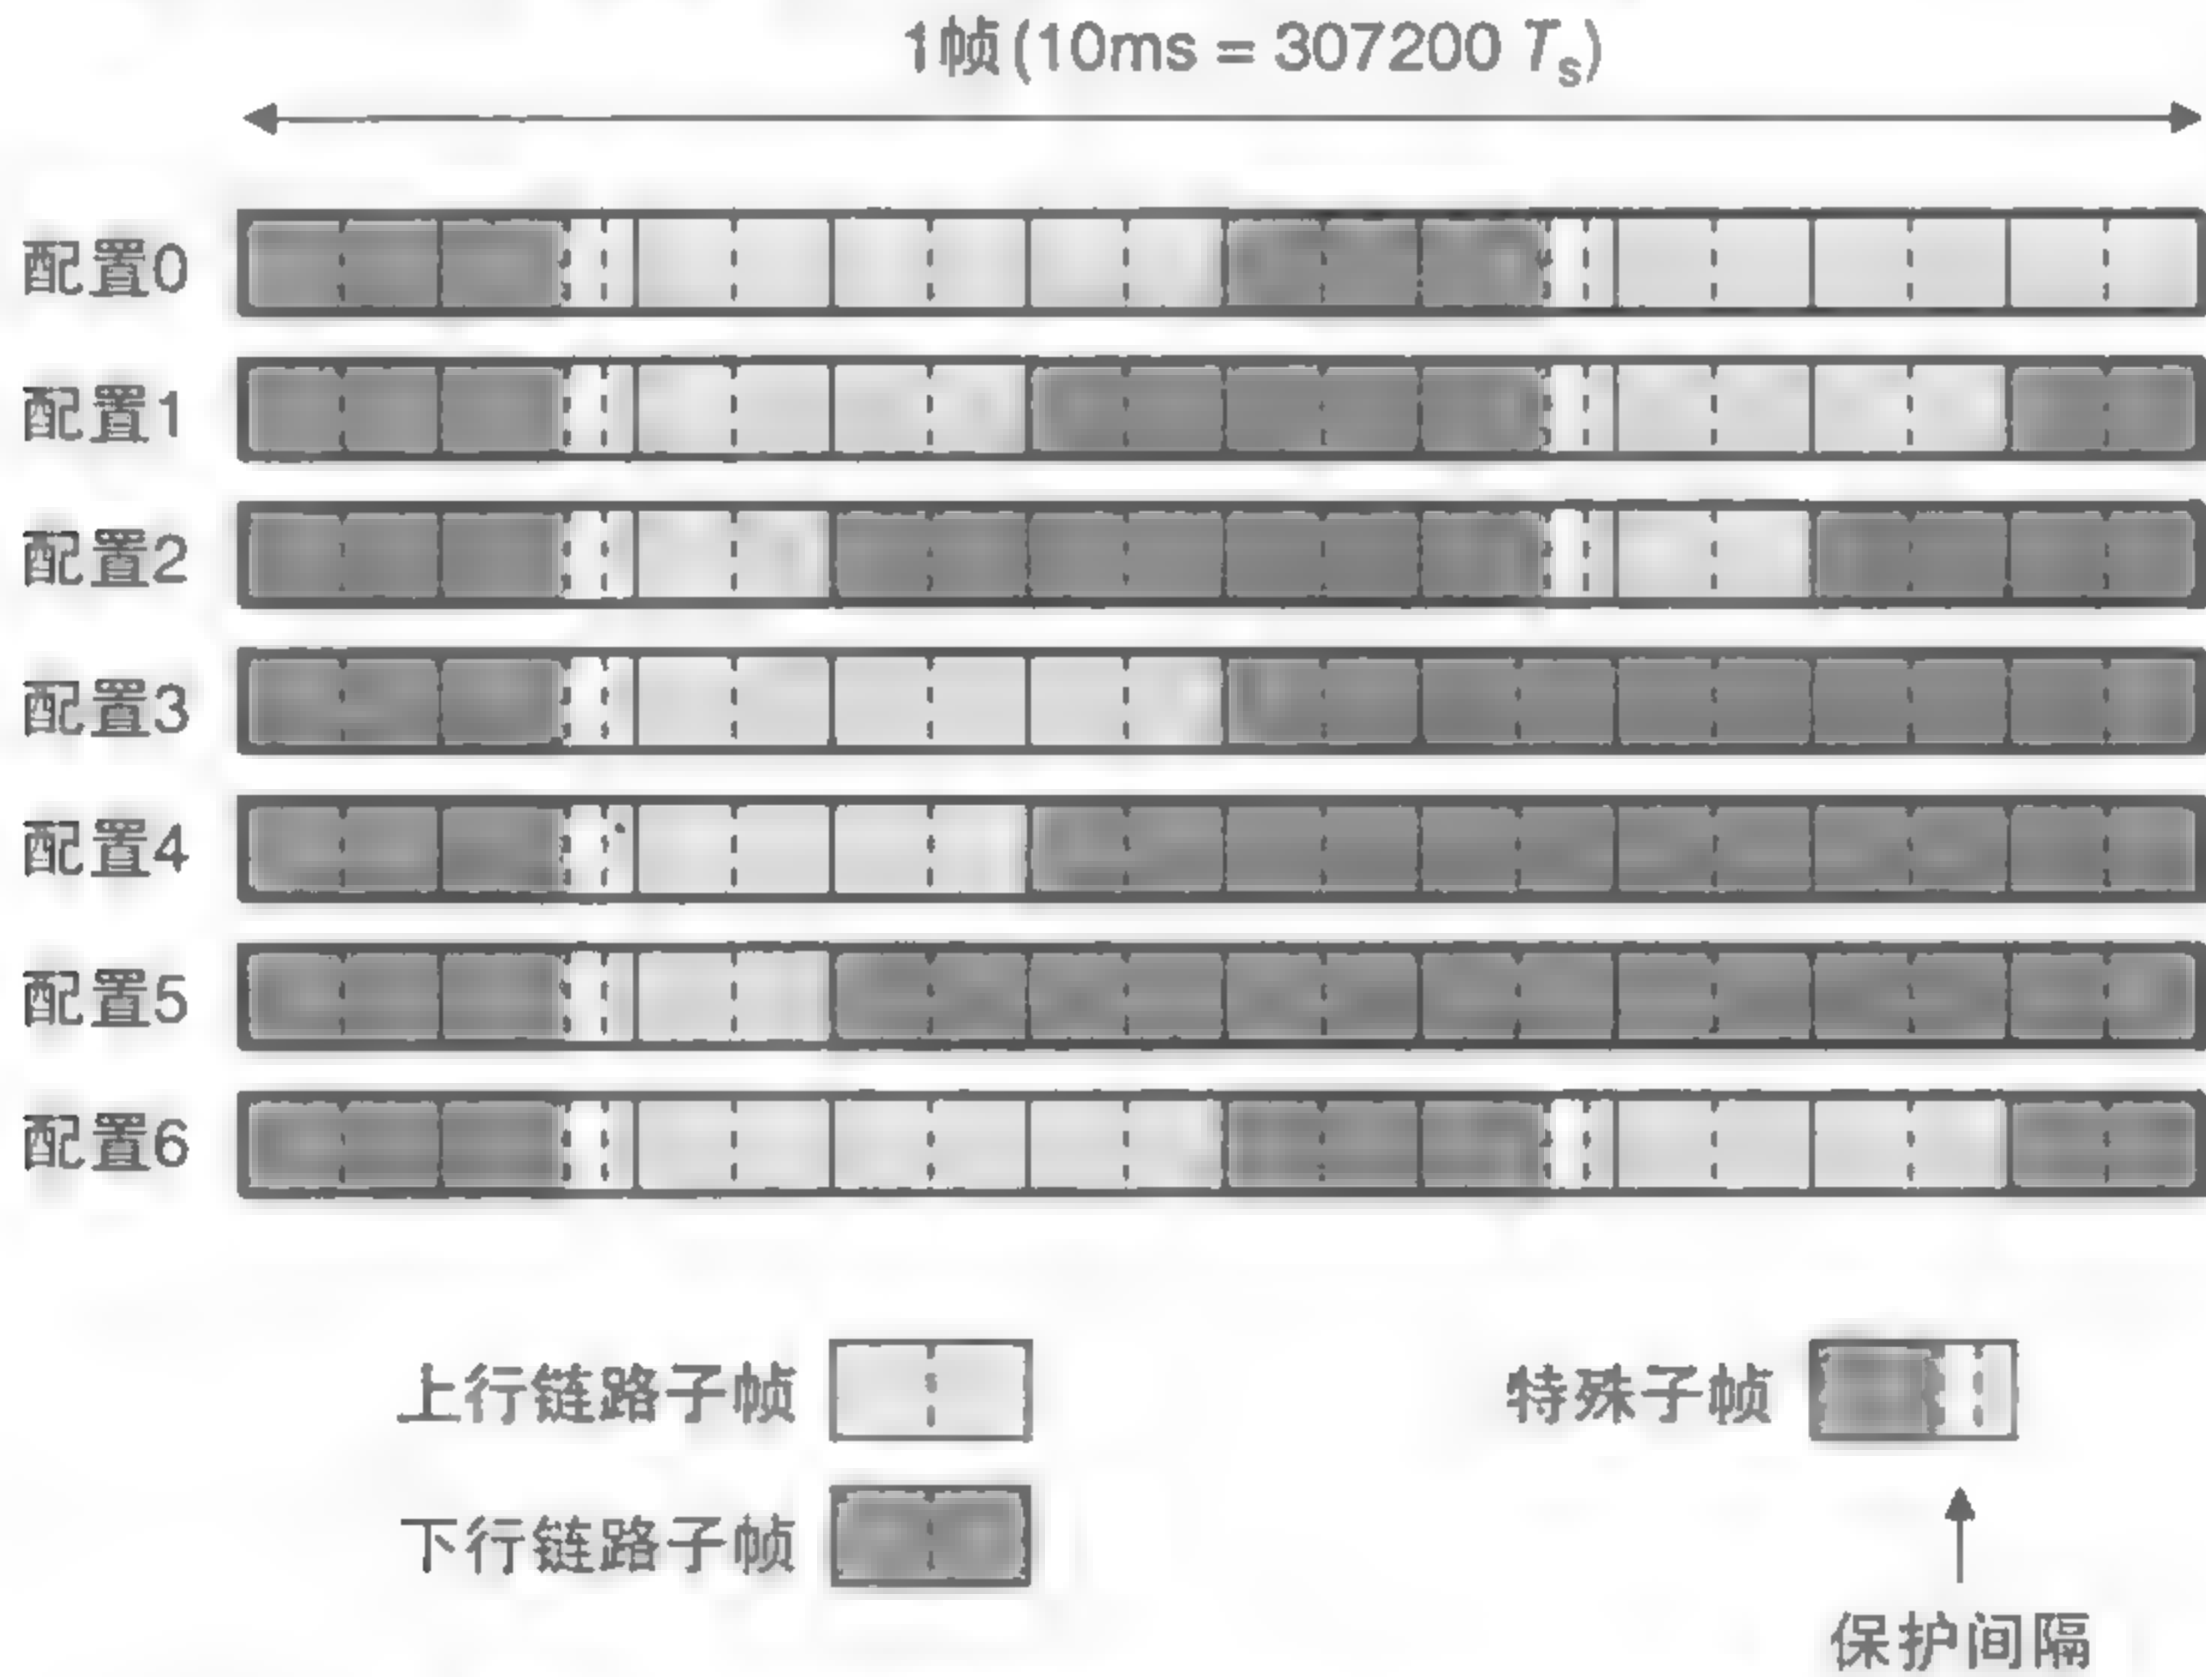 1帧(10ms = 307200 Ts)
配置0
配置1
配置2
配置3
配置4
配置5
配置6
上行链路子帧
特殊子帧
下行链路子帧
保护间隔